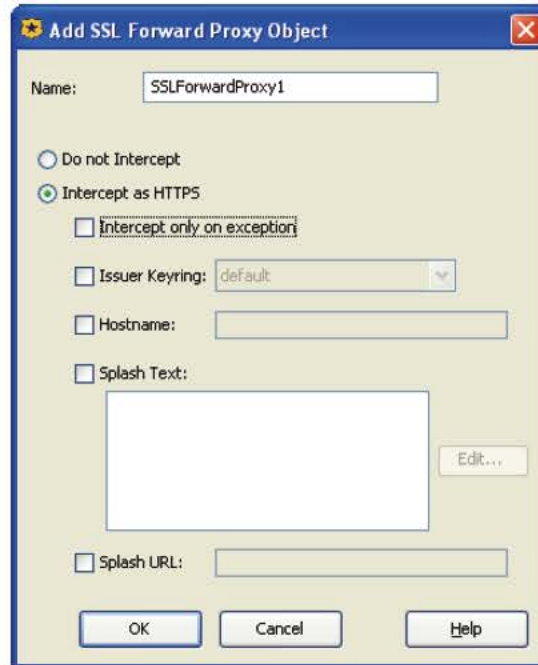 Add SSL Forward Proxy Object
Name: SSLForwardProxy1
Do not Intercept
Intercept as HTTPS
Intercept only on exception
Issuer Keyring: default
Hostname:
Splash Text:
Edit...
Splash URL:
OK Cancel Help